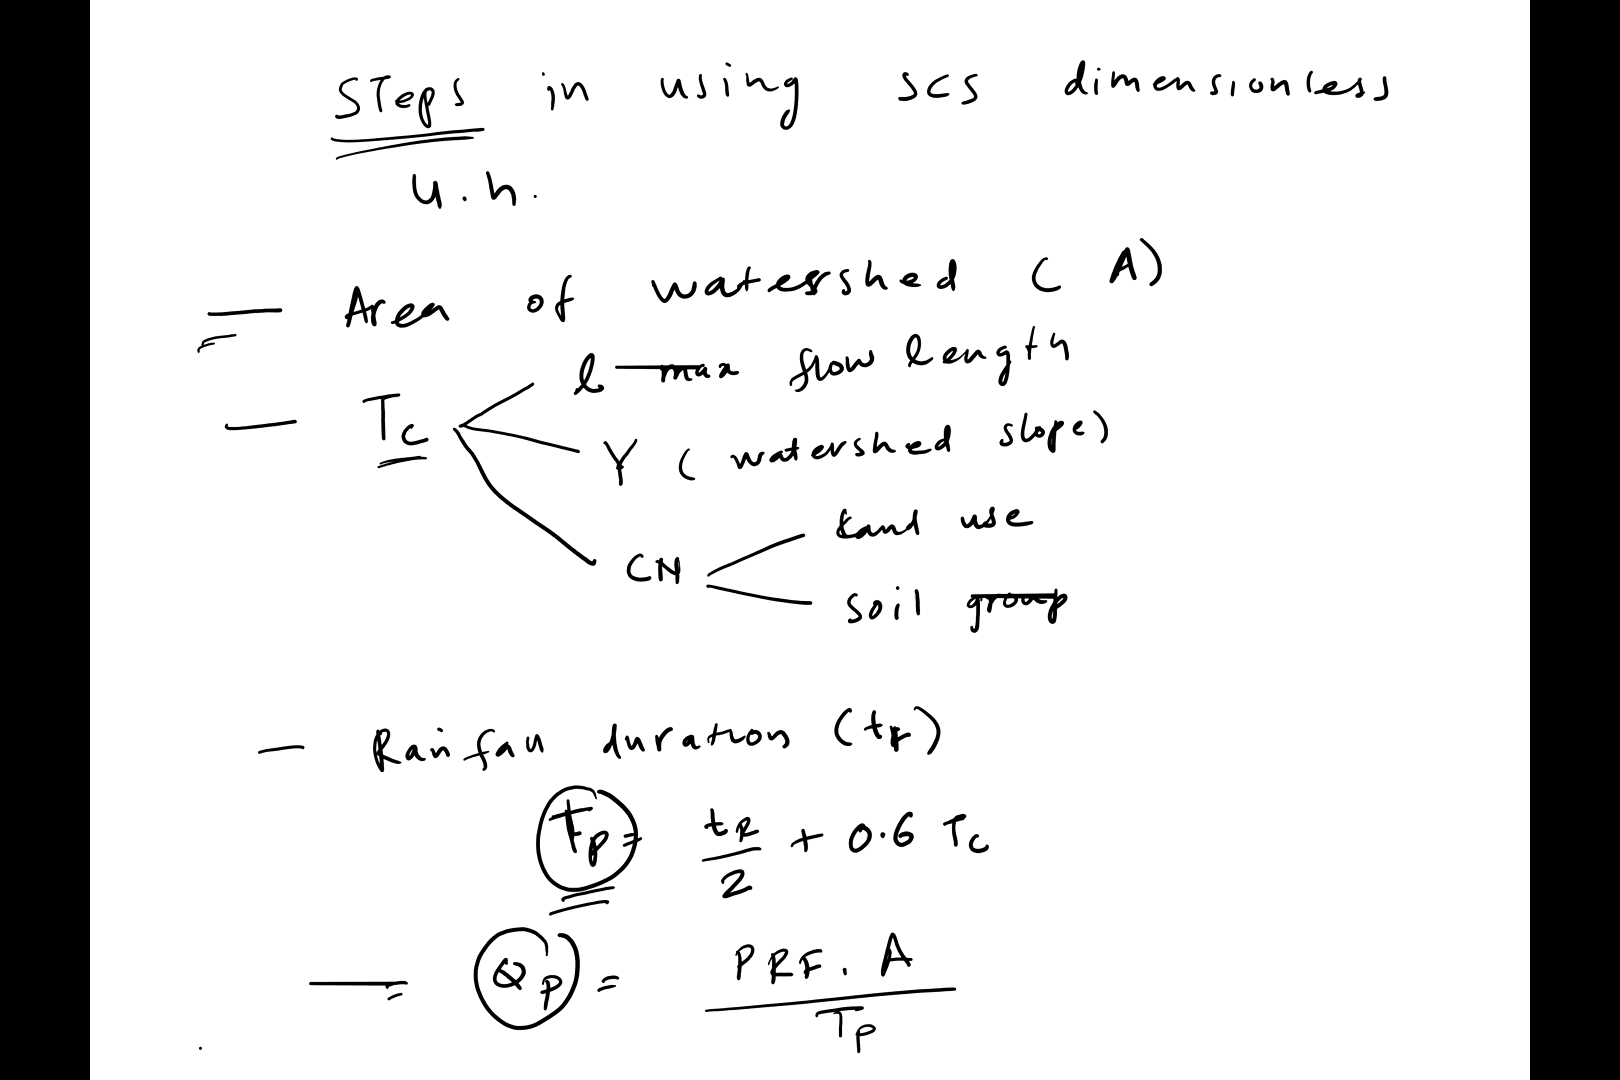 Steps in using SCS dimensionless
U.h.
— Area of watershed (A)
l — max flow length
— Tc
Y (watershed slope)
land use
CN
soil group
— Rainfall duration (tr)
Tp = tR/2 + 0.6 Tc
— Qp = PRF. A / Tp